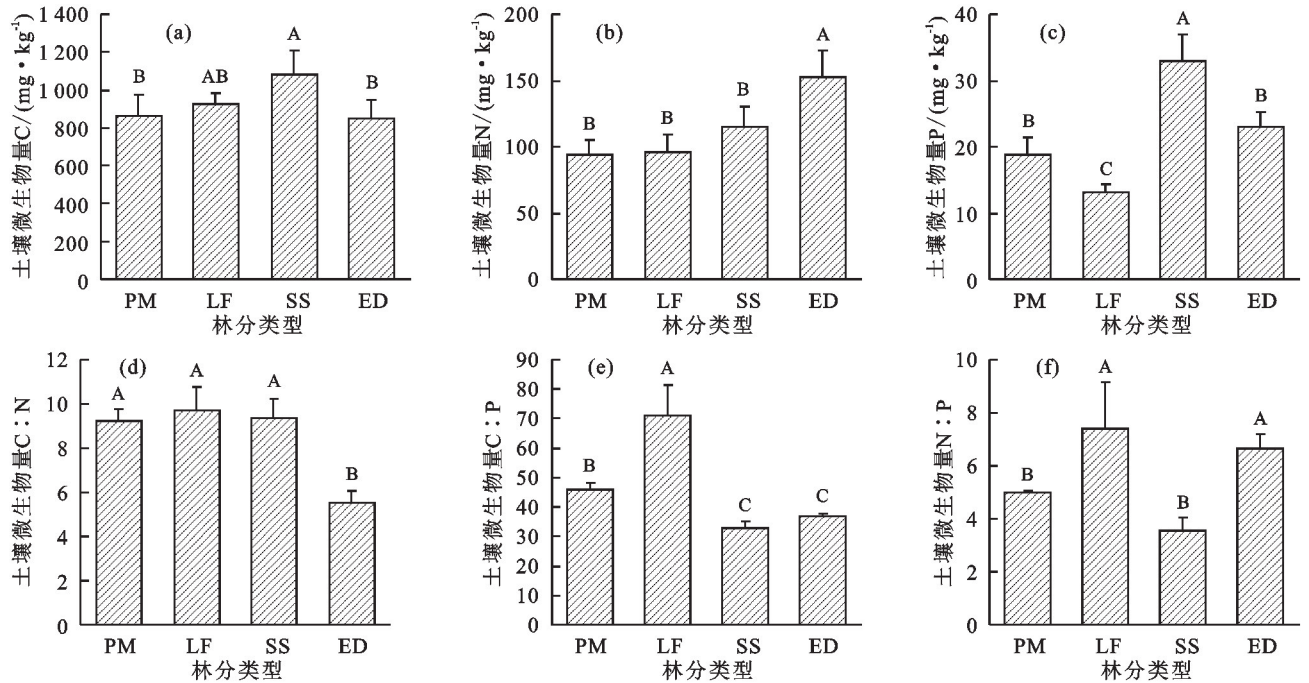 土壤微生物量C/(mg·kg⁻¹)
1 400
1 200
1 000
800
600
400
200
0
(a)
B
AB
A
B
PM LF SS ED
林分类型
土壤微生物量N/(mg·kg⁻¹)
200
150
100
50
0
(b)
B
B
B
A
PM LF SS ED
林分类型
土壤微生物量P/(mg·kg⁻¹)
40
30
20
10
0
(c)
B
C
A
B
PM LF SS ED
林分类型
土壤微生物量C∶N
12
10
8
6
4
2
0
(d)
A
A
A
B
PM LF SS ED
林分类型
土壤微生物量C∶P
90
80
70
60
50
40
30
20
10
0
(e)
B
A
C
C
PM LF SS ED
林分类型
土壤微生物量N∶P
10
8
6
4
2
0
(f)
B
A
B
A
PM LF SS ED
林分类型